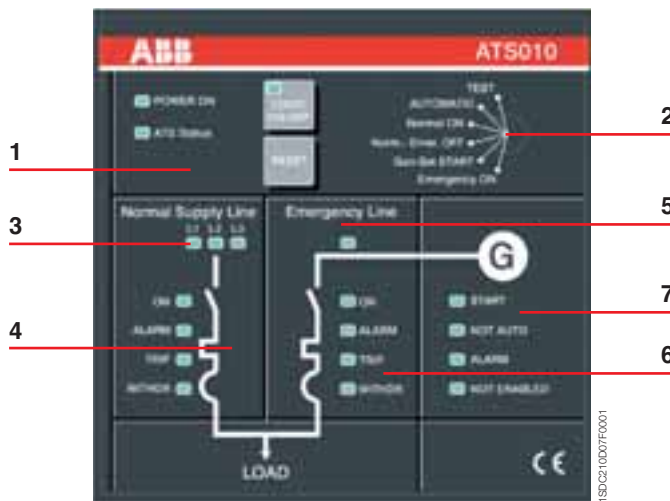 ABB ATS010
POWER ON
ATS Status
LOGIC
ON/OFF
RESET
TEST
AUTOMATIC
Normal ON
Norm.- Emer. OFF
Gen-Set START
Emergency ON
1
2
Normal Supply Line
L1 L2 L3
Emergency Line
3
5
G
ON
ALARM
TRIP
WITHDR
ON
ALARM
TRIP
WITHDR
START
NOT AUTO
ALARM
NOT ENABLED
4
7
6
LOAD
CE
1SDC210D07F0001